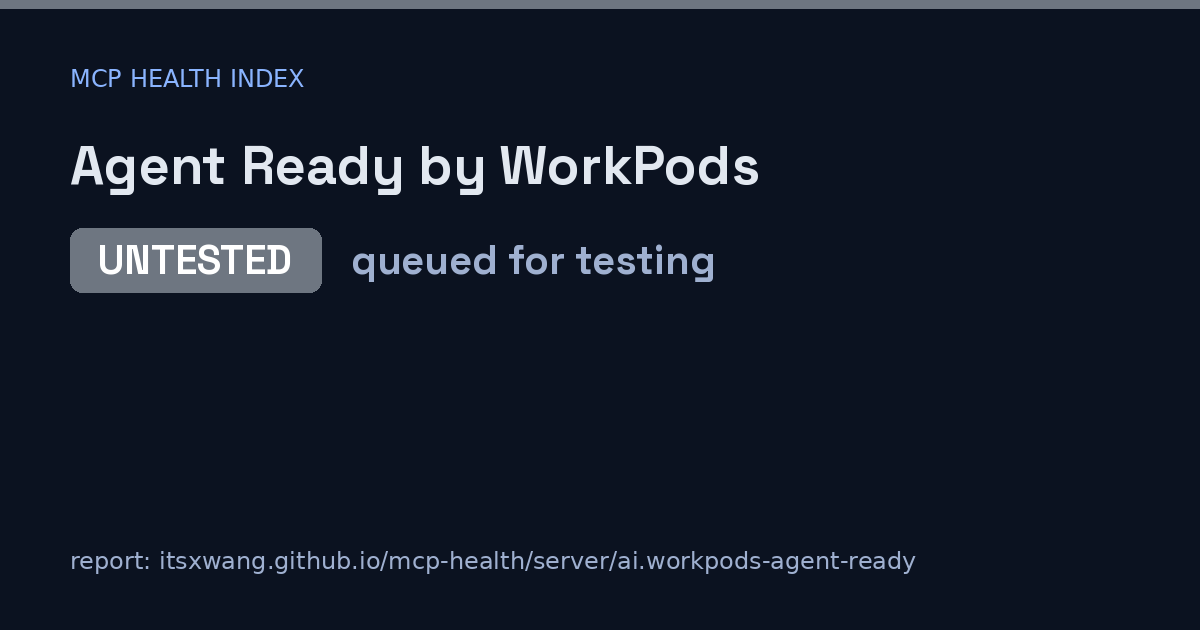 MCP HEALTH INDEX
Agent Ready by WorkPods
UNTESTED queued for testing
report: itsxwang.github.io/mcp-health/server/ai.workpods-agent-ready